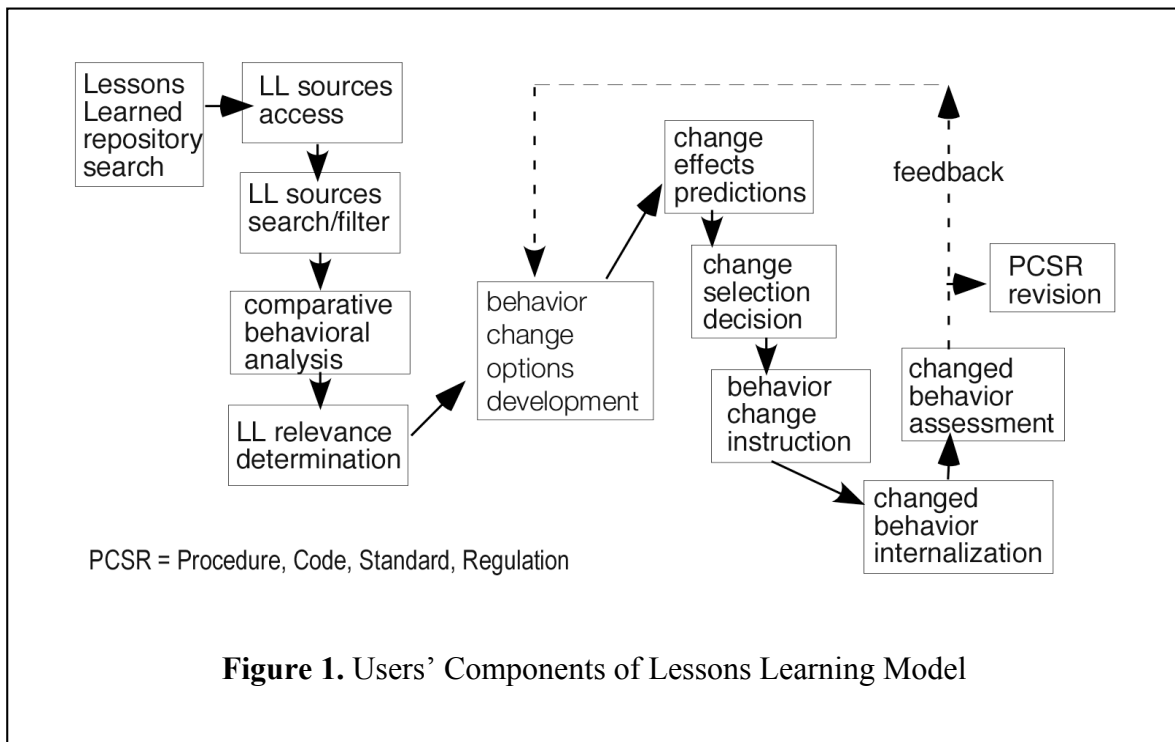 Lessons
Learned
repository
search
LL sources
access
LL sources
search/filter
comparative
behavioral
analysis
LL relevance
determination
behavior
change
options
development
change
effects
predictions
change
selection
decision
behavior
change
instruction
changed
behavior
internalization
changed
behavior
assessment
feedback
PCSR
revision
PCSR = Procedure, Code, Standard, Regulation
Figure 1. Users’ Components of Lessons Learning Model